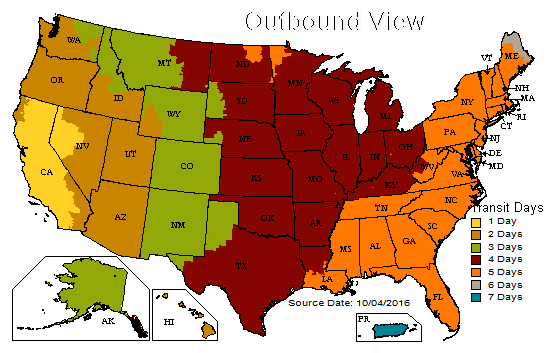 Outbound View
WA
MT
ND
MN
VT
ME
OR
ID
SD
WI
MI
NY
NH
MA
WY
RI
CT
NV
NE
IA
PA
NJ
UT
CO
IL
IN
OH
DE
CA
KS
MO
WV
VA
MD
KY
AZ
NM
OK
AR
TN
NC
SC
MS
AL
GA
TX
LA
FL
AK
HI
PR
Transit Days
1 Day
2 Days
3 Days
4 Days
5 Days
6 Days
7 Days
Source Date: 10/04/2016